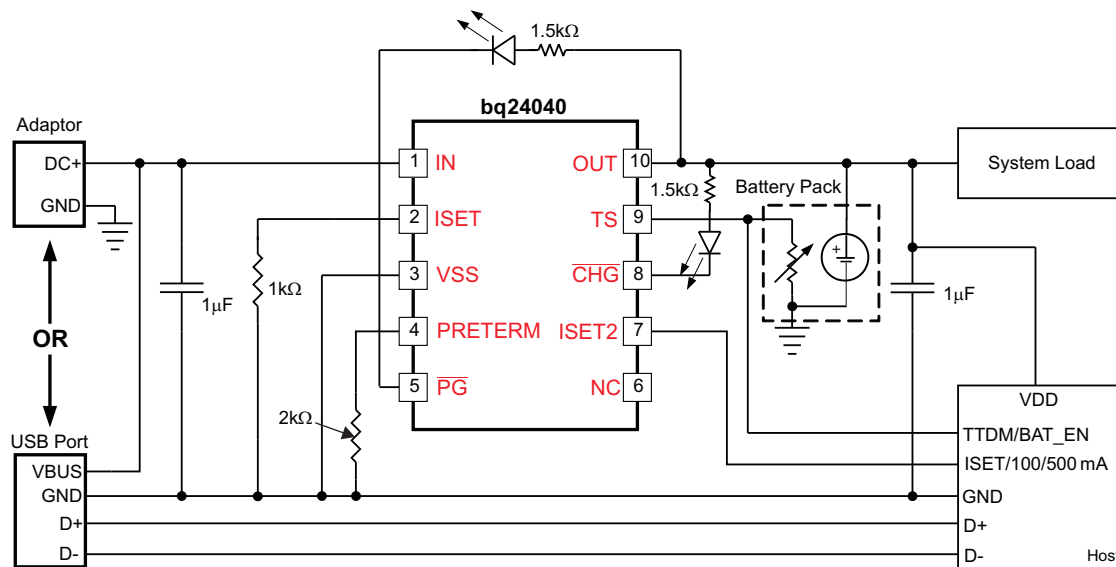 1.5kΩ
bq24040
Adaptor
DC+
GND
OR
USB Port
VBUS
GND
D+
D-
1μF
1kΩ
2kΩ
1 IN
2 ISET
3 VSS
4 PRETERM
5 PG
OUT 10
TS 9
CHG 8
ISET2 7
NC 6
1.5kΩ
Battery Pack
+
1μF
System Load
VDD
TTDM/BAT_EN
ISET/100/500 mA
GND
D+
D-
Host